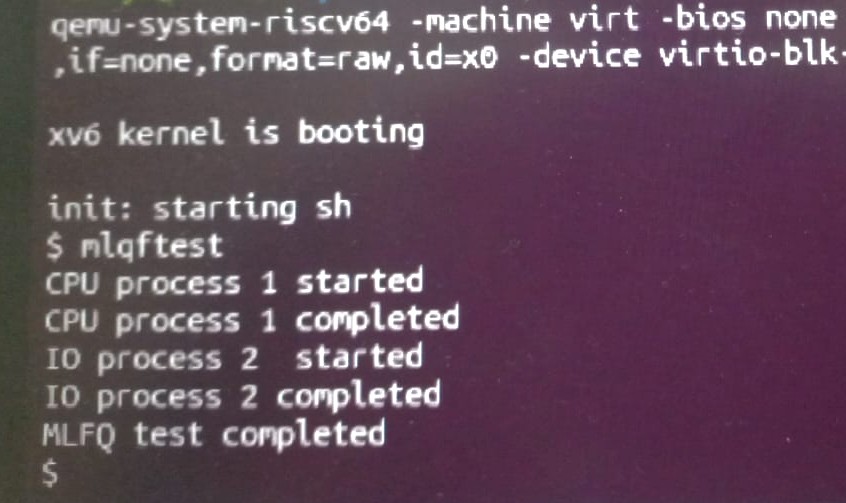 qemu-system-riscv64 -machine virt -bios none
,if=none,format=raw,id=x0 -device virtio-blk-
xv6 kernel is booting
init: starting sh
$ mlqftest
CPU process 1 started
CPU process 1 completed
IO process 2  started
IO process 2 completed
MLFQ test completed
$